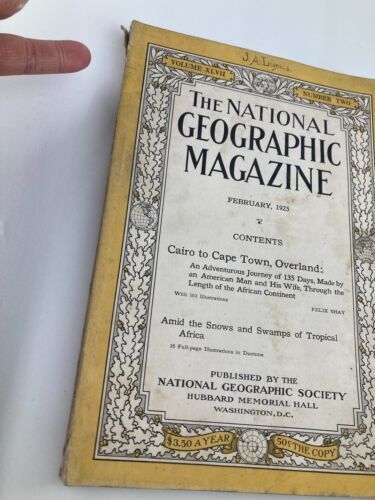 J.A. Lyons
VOLUME XLVII
NUMBER TWO
THE NATIONAL
GEOGRAPHIC
MAGAZINE
FEBRUARY, 1925
CONTENTS
Cairo to Cape Town, Overland:
An Adventurous Journey of 135 Days, Made by
an American Man and His Wife, Through the
Length of the African Continent
With 101 Illustrations
FELIX SHAY
Amid the Snows and Swamps of Tropical
Africa
16 Full-page Illustrations in Duotone
PUBLISHED BY THE
NATIONAL GEOGRAPHIC SOCIETY
HUBBARD MEMORIAL HALL
WASHINGTON, D.C.
$3.50 A YEAR
50¢ THE COPY